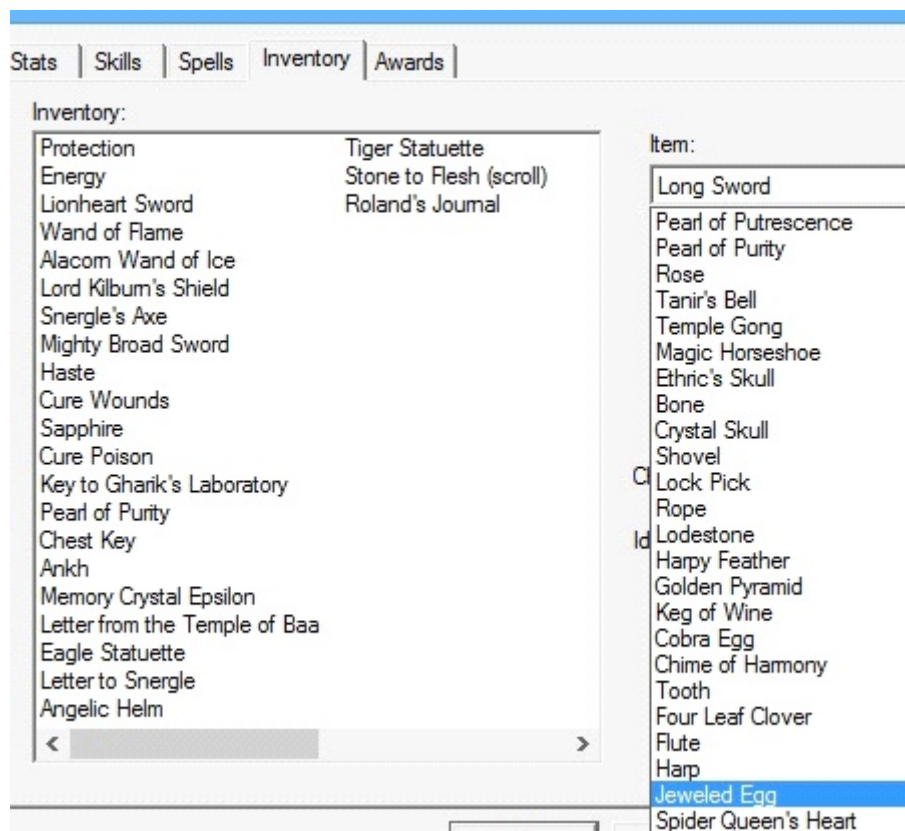 Stats Skills Spells Inventory Awards
Inventory:
Protection
Energy
Lionheart Sword
Wand of Flame
Alacorn Wand of Ice
Lord Kilburn's Shield
Snergle's Axe
Mighty Broad Sword
Haste
Cure Wounds
Sapphire
Cure Poison
Key to Gharik's Laboratory
Pearl of Purity
Chest Key
Ankh
Memory Crystal Epsilon
Letter from the Temple of Baa
Eagle Statuette
Letter to Snergle
Angelic Helm
Tiger Statuette
Stone to Flesh (scroll)
Roland's Journal
Item:
Long Sword
Pearl of Putrescence
Pearl of Purity
Rose
Tanir's Bell
Temple Gong
Magic Horseshoe
Ethric's Skull
Bone
Crystal Skull
Shovel
Lock Pick
Rope
Lodestone
Harpy Feather
Golden Pyramid
Keg of Wine
Cobra Egg
Chime of Harmony
Tooth
Four Leaf Clover
Flute
Harp
Jeweled Egg
Spider Queen's Heart